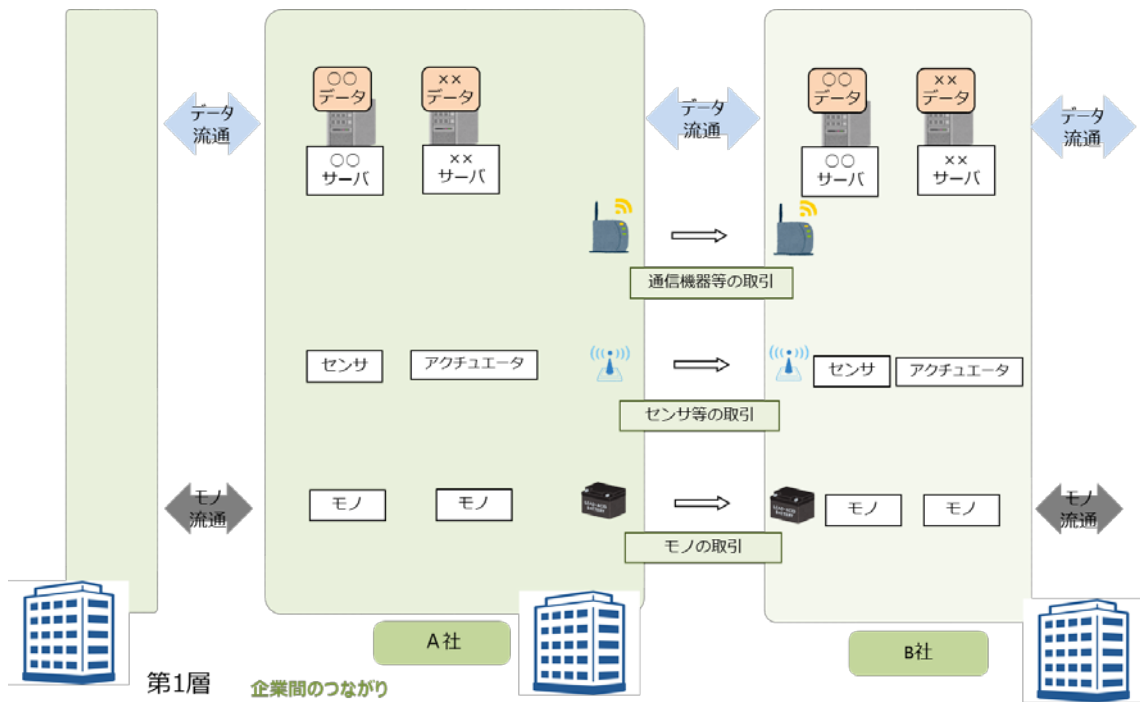 ○○
データ
××
データ
○○
データ
××
データ
データ
流通
データ
流通
データ
流通
○○
サーバ
××
サーバ
○○
サーバ
××
サーバ
通信機器等の取引
センサ
アクチュエータ
センサ
アクチュエータ
センサ等の取引
モノ
流通
モノ
モノ
モノ
モノ
モノ
流通
モノの取引
A社
B社
第1層
企業間のつながり